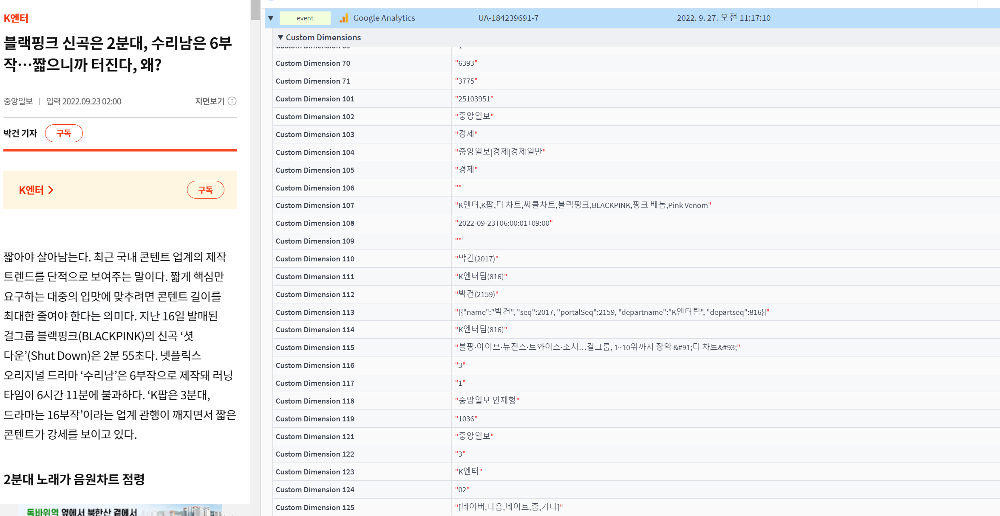 K엔터
블랙핑크 신곡은 2분대, 수리남은 6부
작…짧으니까 터진다, 왜?
중앙일보 | 입력 2022.09.23 02:00 지면보기
박건 기자 구독
K엔터 구독
짧아야 살아남는다. 최근 국내 콘텐트 업계의 제작
트렌드를 단적으로 보여주는 말이다. 짧게 핵심만
요구하는 대중의 입맛에 맞추려면 콘텐트 길이를
최대한 줄여야 한다는 의미다. 지난 16일 발매된
걸그룹 블랙핑크(BLACKPINK)의 신곡 ‘셧
다운’(Shut Down)은 2분 55초다. 넷플릭스
오리지널 드라마 ‘수리남’은 6부작으로 제작돼 러닝
타임이 6시간 11분에 불과하다. ‘K팝은 3분대,
드라마는 16부작’이라는 업계 관행이 깨지면서 짧은
콘텐트가 강세를 보이고 있다.
2분대 노래가 음원차트 점령
독바위역 옆에서 북한산 곁에서
event Google Analytics UA-184239691-7 2022. 9. 27. 오전 11:17:10
Custom Dimensions
Custom Dimension 70 "6393"
Custom Dimension 71 "3775"
Custom Dimension 101 "25103951"
Custom Dimension 102 "중앙일보"
Custom Dimension 103 "경제"
Custom Dimension 104 "중앙일보|경제|경제일반"
Custom Dimension 105 "경제"
Custom Dimension 106 ""
Custom Dimension 107 "K엔터,K팝,더 차트,써클차트,블랙핑크,BLACKPINK,핑크 베놈,Pink Venom"
Custom Dimension 108 "2022-09-23T06:00:01+09:00"
Custom Dimension 109 ""
Custom Dimension 110 "박건(2017)"
Custom Dimension 111 "K엔터팀(816)"
Custom Dimension 112 "박건(2159)"
Custom Dimension 113 "[{"name":"박건", "seq":2017, "portalSeq":2159, "departname":"K엔터팀", "departseq":816}]"
Custom Dimension 114 "K엔터팀(816)"
Custom Dimension 115 "블핑·아이브·뉴진스·트와이스·소시…걸그룹, 1~10위까지 장악 &#91;더 차트&#93;"
Custom Dimension 116 "3"
Custom Dimension 117 "1"
Custom Dimension 118 "중앙일보 연재형"
Custom Dimension 119 "1036"
Custom Dimension 121 "중앙일보"
Custom Dimension 122 "3"
Custom Dimension 123 "K엔터"
Custom Dimension 124 "02"
Custom Dimension 125 "[네이버,다음,네이트,줌,기타]"